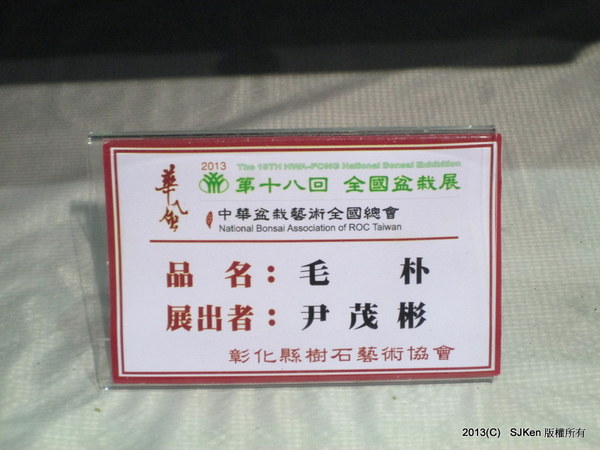 華風
2013 The 18TH HWA-FONG National Bonsai Exhibition
第十八回 全國盆栽展
中華盆栽藝術全國總會
National Bonsai Association of ROC Taiwan
品 名：毛 朴
展出者：尹 茂 彬
彰化縣樹石藝術協會
2013(C) SJKen 版權所有